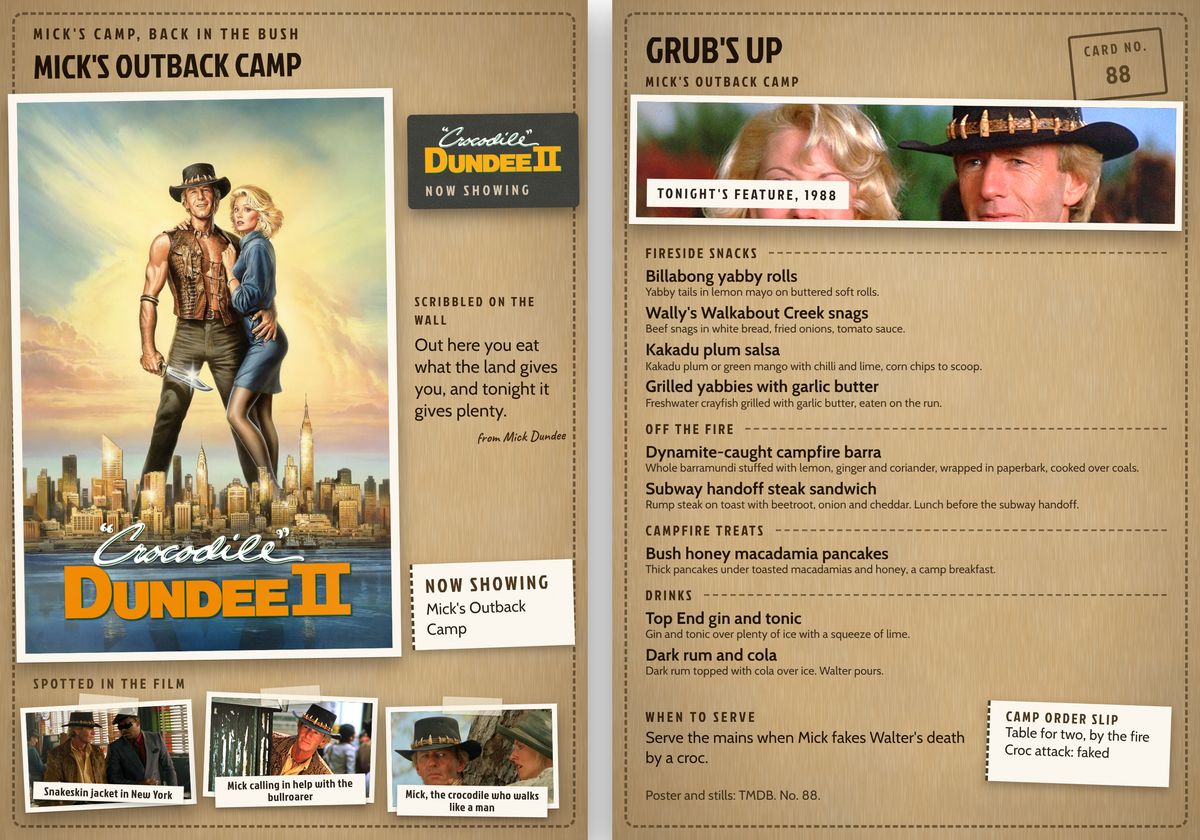 MICK'S CAMP, BACK IN THE BUSH
MICK'S OUTBACK CAMP
"Crocodile"
DUNDEE II
NOW SHOWING
SCRIBBLED ON THE
WALL
Out here you eat
what the land gives
you, and tonight it
gives plenty.
from Mick Dundee
"Crocodile"
DUNDEE II
NOW SHOWING
Mick's Outback
Camp
SPOTTED IN THE FILM
Snakeskin jacket in New York
Mick calling in help with the
bullroarer
Mick, the crocodile who walks
like a man
GRUB'S UP
MICK'S OUTBACK CAMP
CARD NO.
88
TONIGHT'S FEATURE, 1988
FIRESIDE SNACKS
Billabong yabby rolls
Yabby tails in lemon mayo on buttered soft rolls.
Wally's Walkabout Creek snags
Beef snags in white bread, fried onions, tomato sauce.
Kakadu plum salsa
Kakadu plum or green mango with chilli and lime, corn chips to scoop.
Grilled yabbies with garlic butter
Freshwater crayfish grilled with garlic butter, eaten on the run.
OFF THE FIRE
Dynamite-caught campfire barra
Whole barramundi stuffed with lemon, ginger and coriander, wrapped in paperbark, cooked over coals.
Subway handoff steak sandwich
Rump steak on toast with beetroot, onion and cheddar. Lunch before the subway handoff.
CAMPFIRE TREATS
Bush honey macadamia pancakes
Thick pancakes under toasted macadamias and honey, a camp breakfast.
DRINKS
Top End gin and tonic
Gin and tonic over plenty of ice with a squeeze of lime.
Dark rum and cola
Dark rum topped with cola over ice. Walter pours.
WHEN TO SERVE
Serve the mains when Mick fakes Walter's death
by a croc.
CAMP ORDER SLIP
Table for two, by the fire
Croc attack: faked
Poster and stills: TMDB. No. 88.